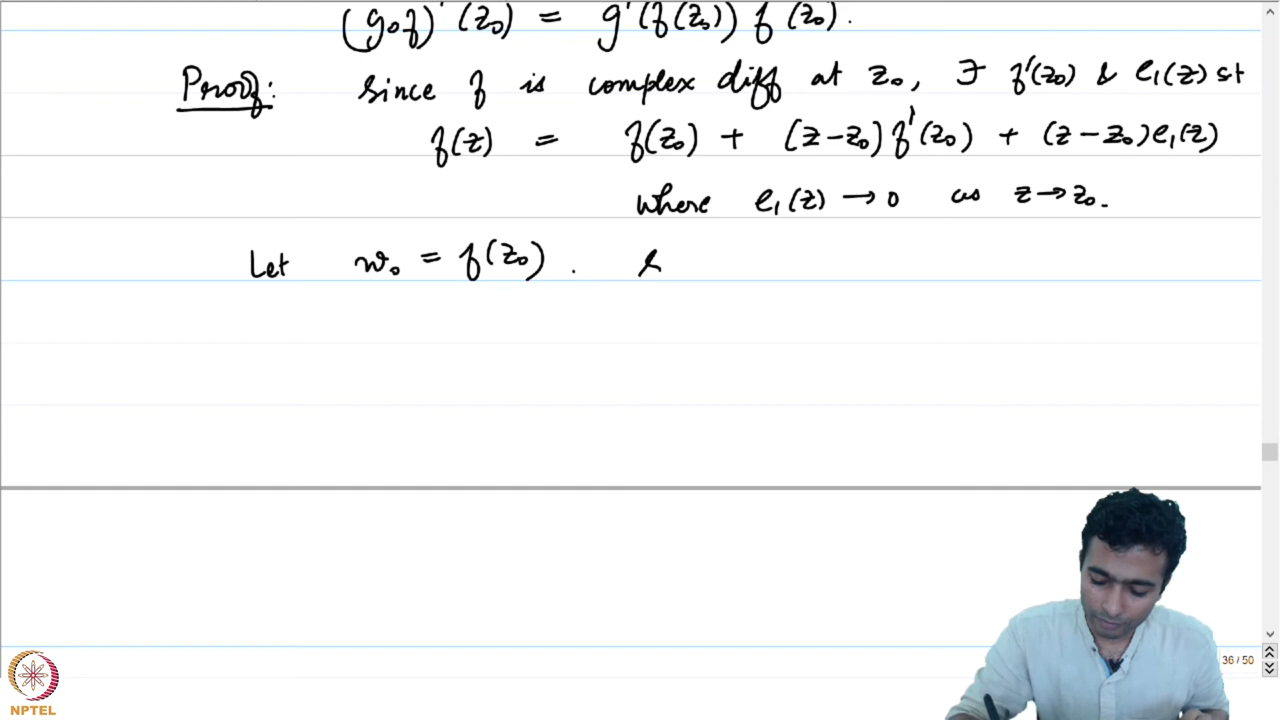 (g∘f)'(z₀) = g'(f(z₀)) f'(z₀).
Proof: Since f is complex diff at z₀, ∃ f'(z₀) & e₁(z) st
f(z) = f(z₀) + (z-z₀)f'(z₀) + (z-z₀)e₁(z)
where e₁(z) → 0 as z→z₀.
Let w₀ = f(z₀).
36 / 50
NPTEL